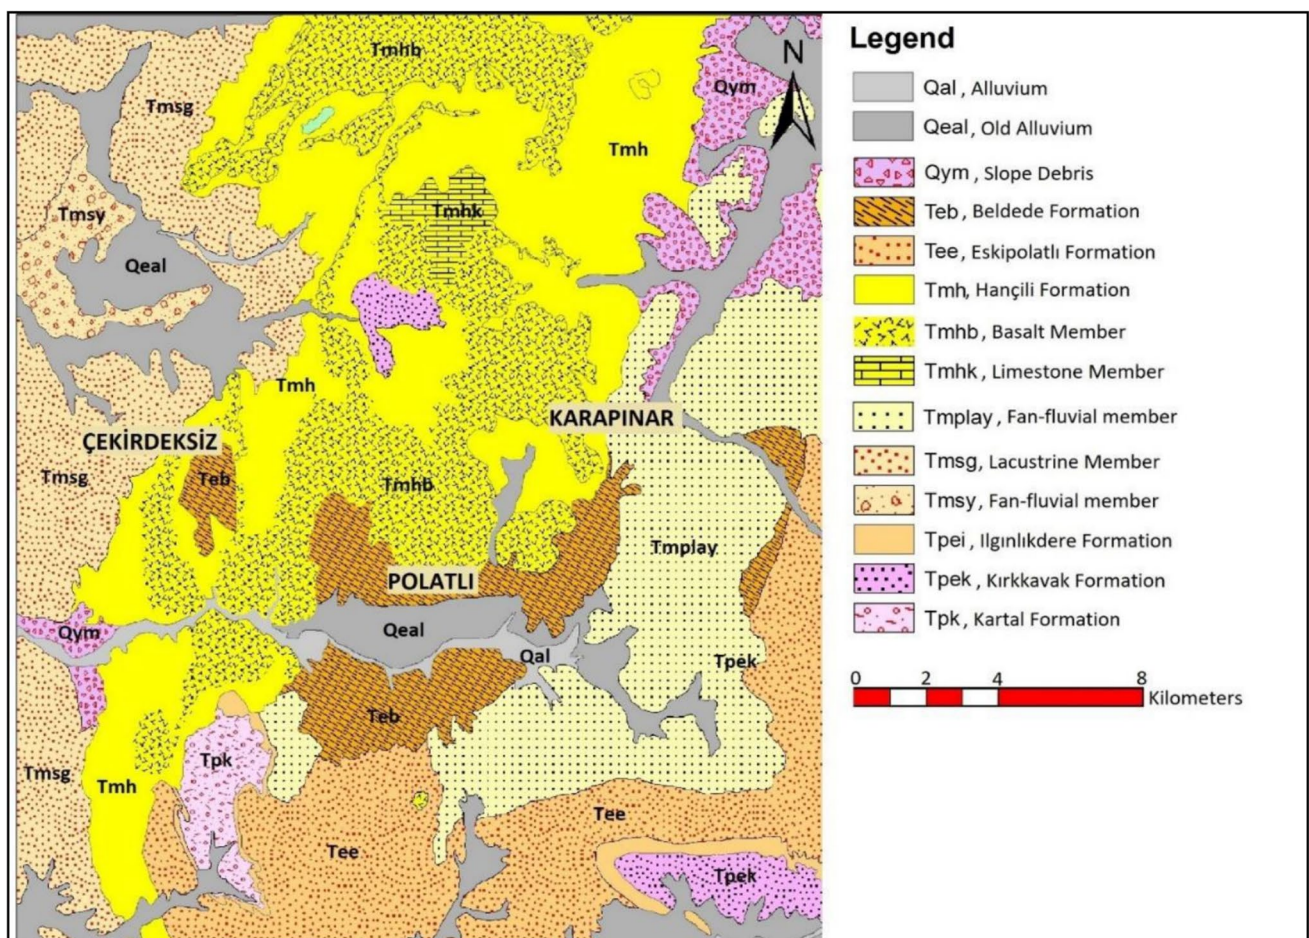 Tmhb
N
Qym
Tmsg
Tmh
Tmsy
Tmhk
Qeal
Tmh
KARAPINAR
ÇEKİRDEKSİZ
Tmsg
Teb
Tmhb
Tmplay
POLATLI
Qym
Qeal
Qal
Tpek
Teb
Tpk
Tmsg
Tmh
Tee
Tee
Tpek
Legend
Qal , Alluvium
Qeal, Old Alluvium
Qym , Slope Debris
Teb , Beldede Formation
Tee , Eskipolatlı Formation
Tmh, Hançili Formation
Tmhb , Basalt Member
Tmhk , Limestone Member
Tmplay, Fan-fluvial member
Tmsg, Lacustrine Member
Tmsy, Fan-fluvial member
Tpei , Ilgınlıkdere Formation
Tpek , Kırkkavak Formation
Tpk , Kartal Formation
0 2 4 8
Kilometers